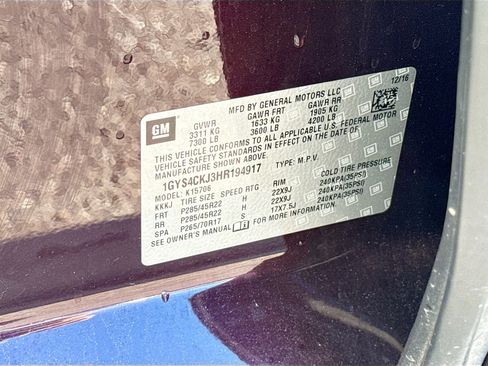 GM
MFD BY GENERAL MOTORS LLC
12/16
GVWR GAWR FRT GAWR RR
3311 KG 1633 KG 1905 KG
7300 LB 3600 LB 4200 LB
THIS VEHICLE CONFORMS TO ALL APPLICABLE U.S. FEDERAL MOTOR
VEHICLE SAFETY STANDARDS IN EFFECT ON THE DATE OF
MANUFACTURE SHOWN ABOVE.
1GYS4CKJ3HR194917 TYPE: M.P.V.
MODEL: K15706
KKKJ TIRE SIZE SPEED RTG RIM COLD TIRE PRESSURE
FRT P285/45R22 H 22X9J 240KPA(35PSI)
RR P285/45R22 H 22X9J 240KPA(35PSI)
SP P265/70R17 S 17X7.5J 240KPA(35PSI)
SEE OWNER'S MANUAL